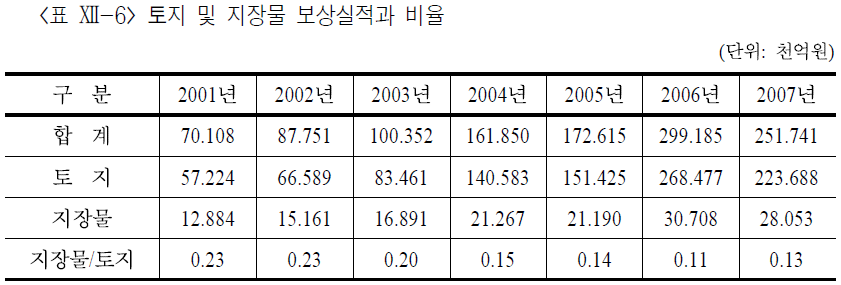 <표 Ⅻ-6> 토지 및 지장물 보상실적과 비율
(단위: 천억원)
구 분 2001년 2002년 2003년 2004년 2005년 2006년 2007년
합 계 70.108 87.751 100.352 161.850 172.615 299.185 251.741
토 지 57.224 66.589 83.461 140.583 151.425 268.477 223.688
지장물 12.884 15.161 16.891 21.267 21.190 30.708 28.053
지장물/토지 0.23 0.23 0.20 0.15 0.14 0.11 0.13